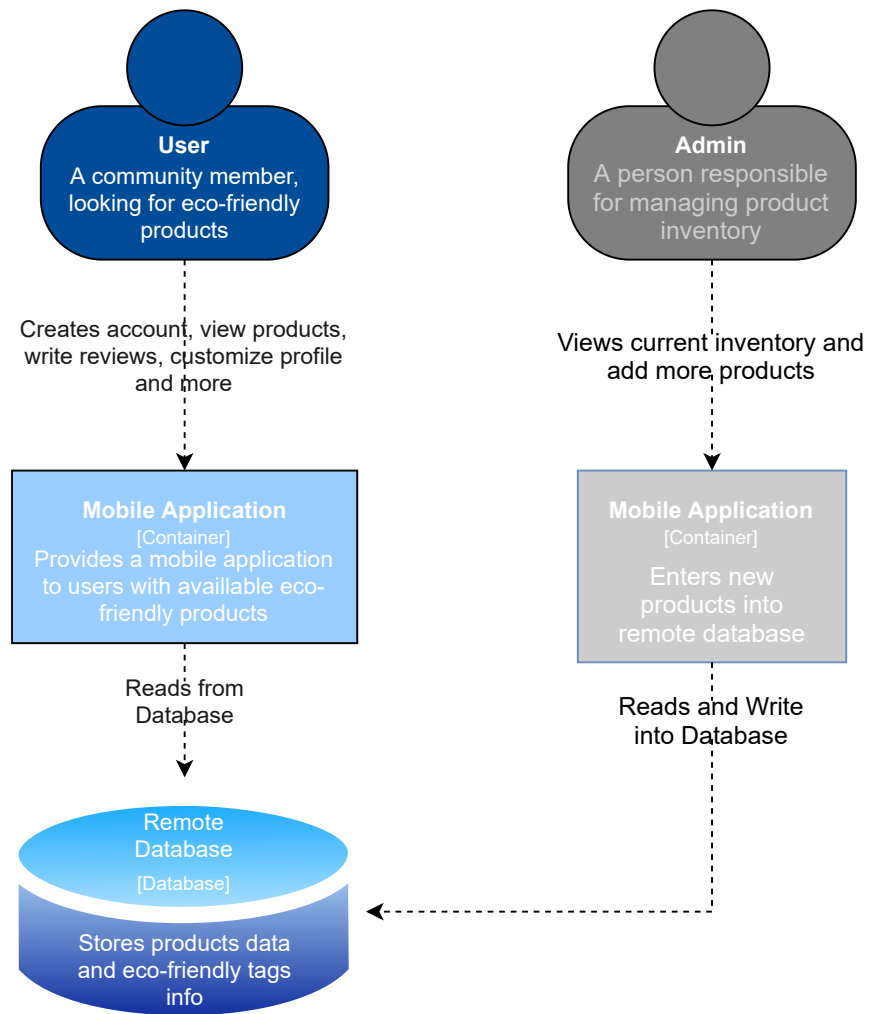 User
A community member,
looking for eco-friendly
products
Admin
A person responsible
for managing product
inventory
Creates account, view products,
write reviews, customize profile
and more
Views current inventory and
add more products
Mobile Application
[Container]
Provides a mobile application
to users with availlable eco-
friendly products
Mobile Application
[Container]
Enters new
products into
remote database
Reads from
Database
Reads and Write
into Database
Remote
Database
[Database]
Stores products data
and eco-friendly tags
info